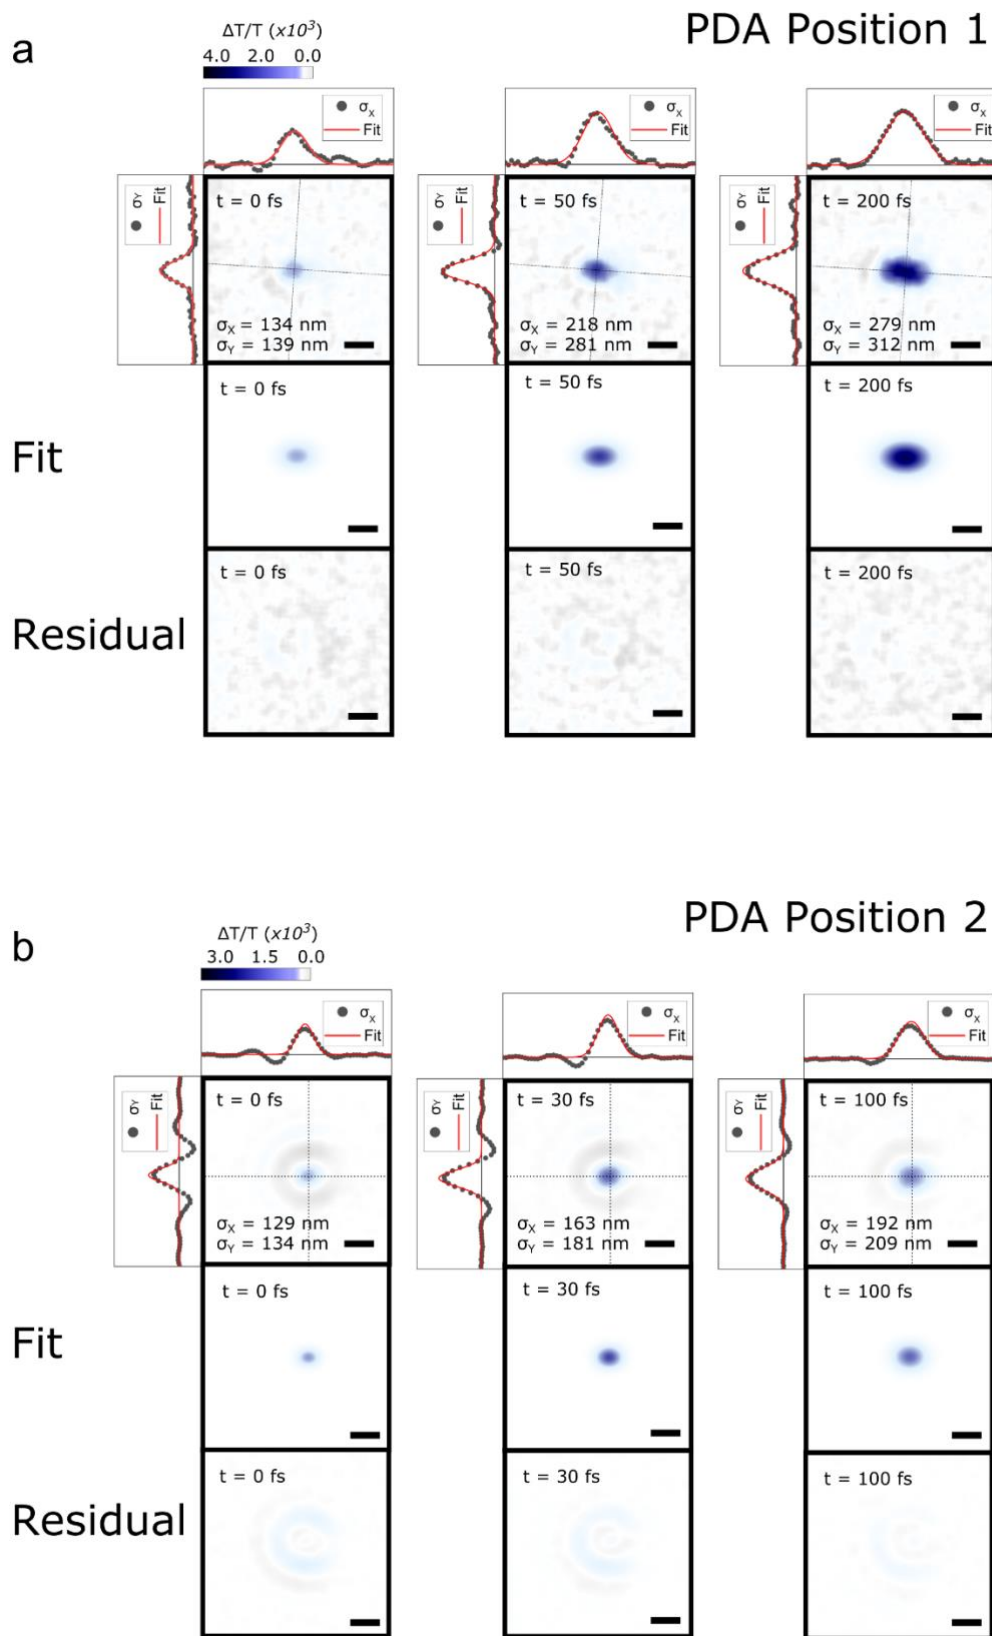 a
PDA Position 1
ΔT/T (x10³)
4.0 2.0 0.0
σX
Fit
σX
Fit
σX
Fit
σY
Fit
σY
Fit
σY
Fit
t = 0 fs
σX = 134 nm
σY = 139 nm
t = 50 fs
σX = 218 nm
σY = 281 nm
t = 200 fs
σX = 279 nm
σY = 312 nm
Fit
t = 0 fs
t = 50 fs
t = 200 fs
Residual
t = 0 fs
t = 50 fs
t = 200 fs
b
PDA Position 2
ΔT/T (x10³)
3.0 1.5 0.0
σX
Fit
σX
Fit
σX
Fit
σY
Fit
σY
Fit
σY
Fit
t = 0 fs
σX = 129 nm
σY = 134 nm
t = 30 fs
σX = 163 nm
σY = 181 nm
t = 100 fs
σX = 192 nm
σY = 209 nm
Fit
t = 0 fs
t = 30 fs
t = 100 fs
Residual
t = 0 fs
t = 30 fs
t = 100 fs